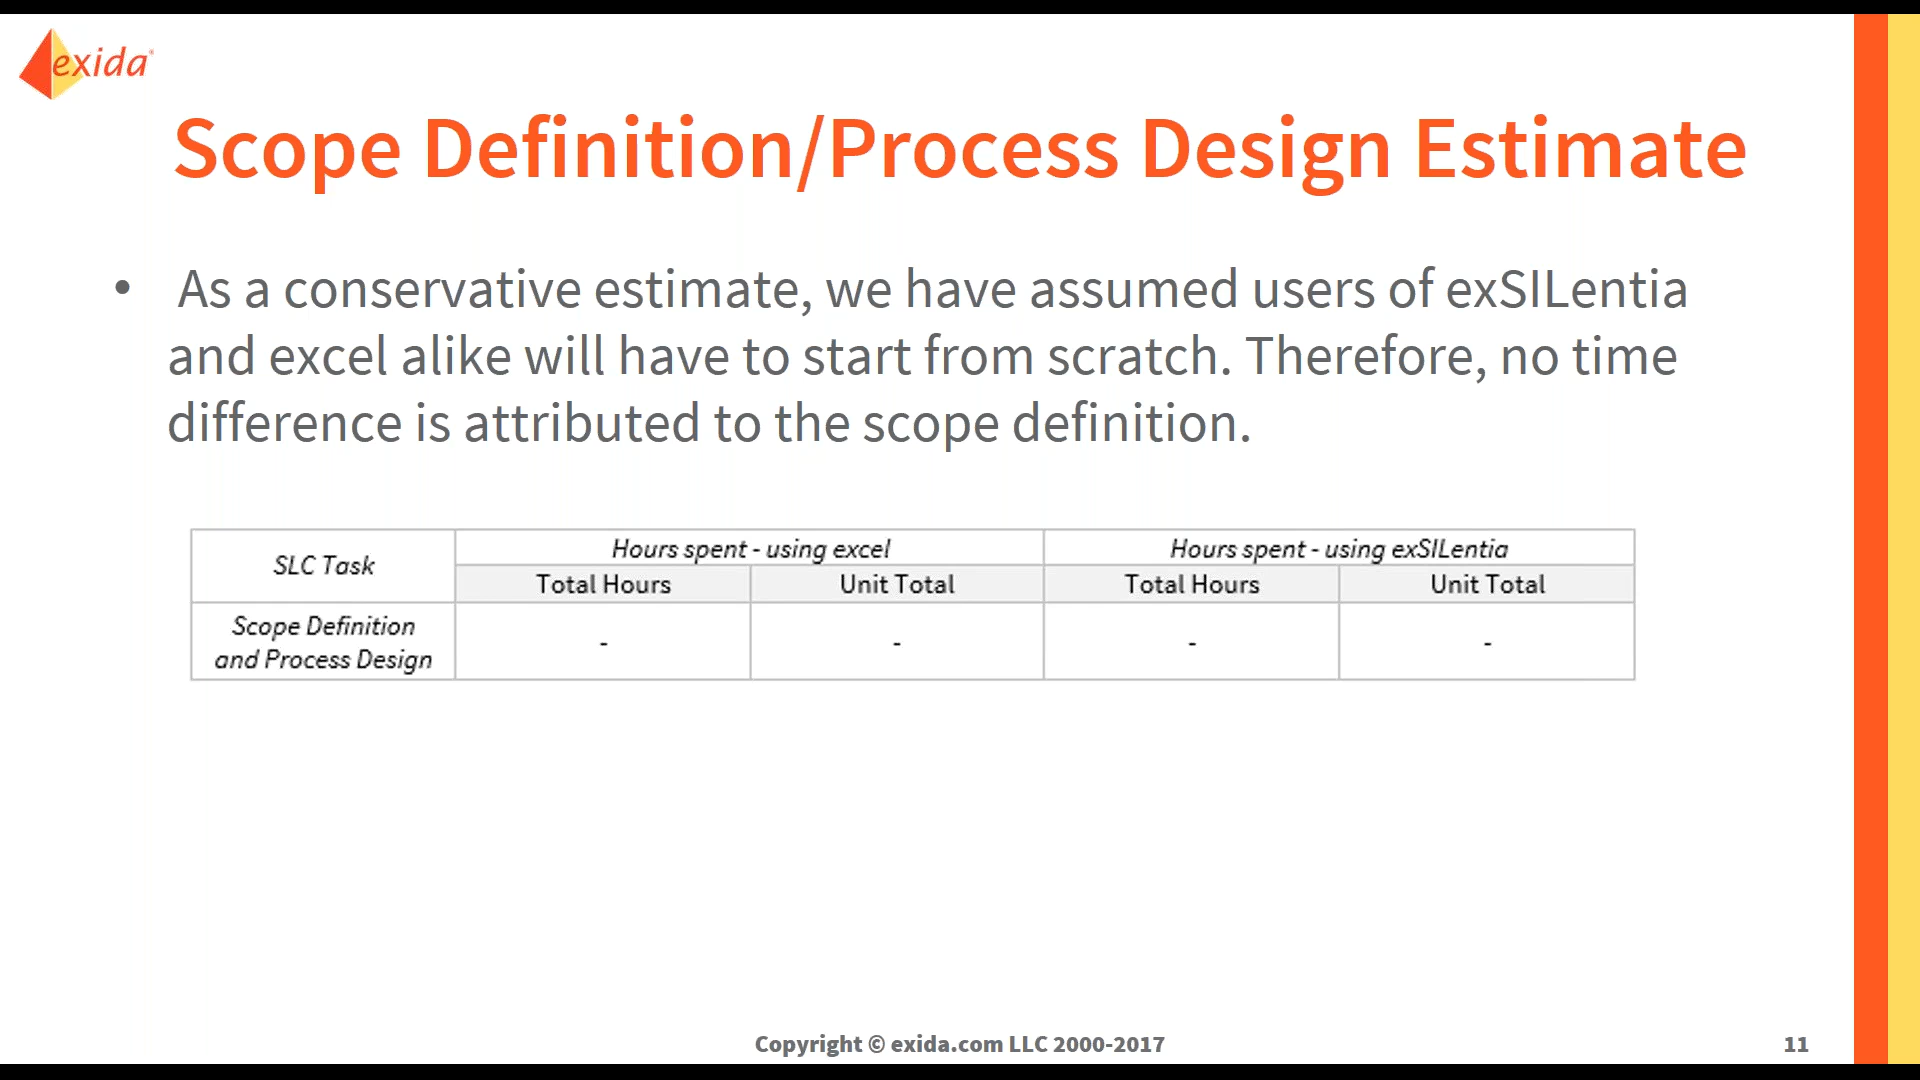 exida
Scope Definition/Process Design Estimate
• As a conservative estimate, we have assumed users of exSILentia
and excel alike will have to start from scratch. Therefore, no time
difference is attributed to the scope definition.
SLC Task
Hours spent - using excel
Hours spent - using exSILentia
Total Hours
Unit Total
Total Hours
Unit Total
Scope Definition
and Process Design
-
-
-
-
Copyright © exida.com LLC 2000-2017
11